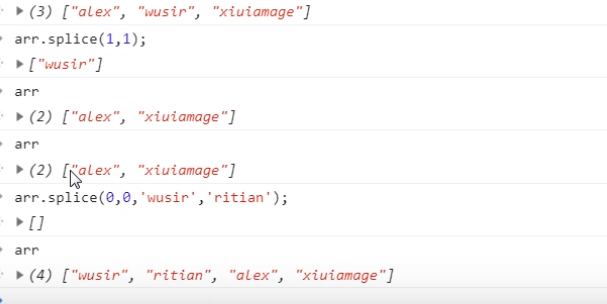 (3) ["alex", "wusir", "xiuiamage"]
arr.splice(1,1);
["wusir"]
arr
(2) ["alex", "xiuiamage"]
arr
(2) ["alex", "xiuiamage"]
arr.splice(0,0,'wusir','ritian');
[]
arr
(4) ["wusir", "ritian", "alex", "xiuiamage"]